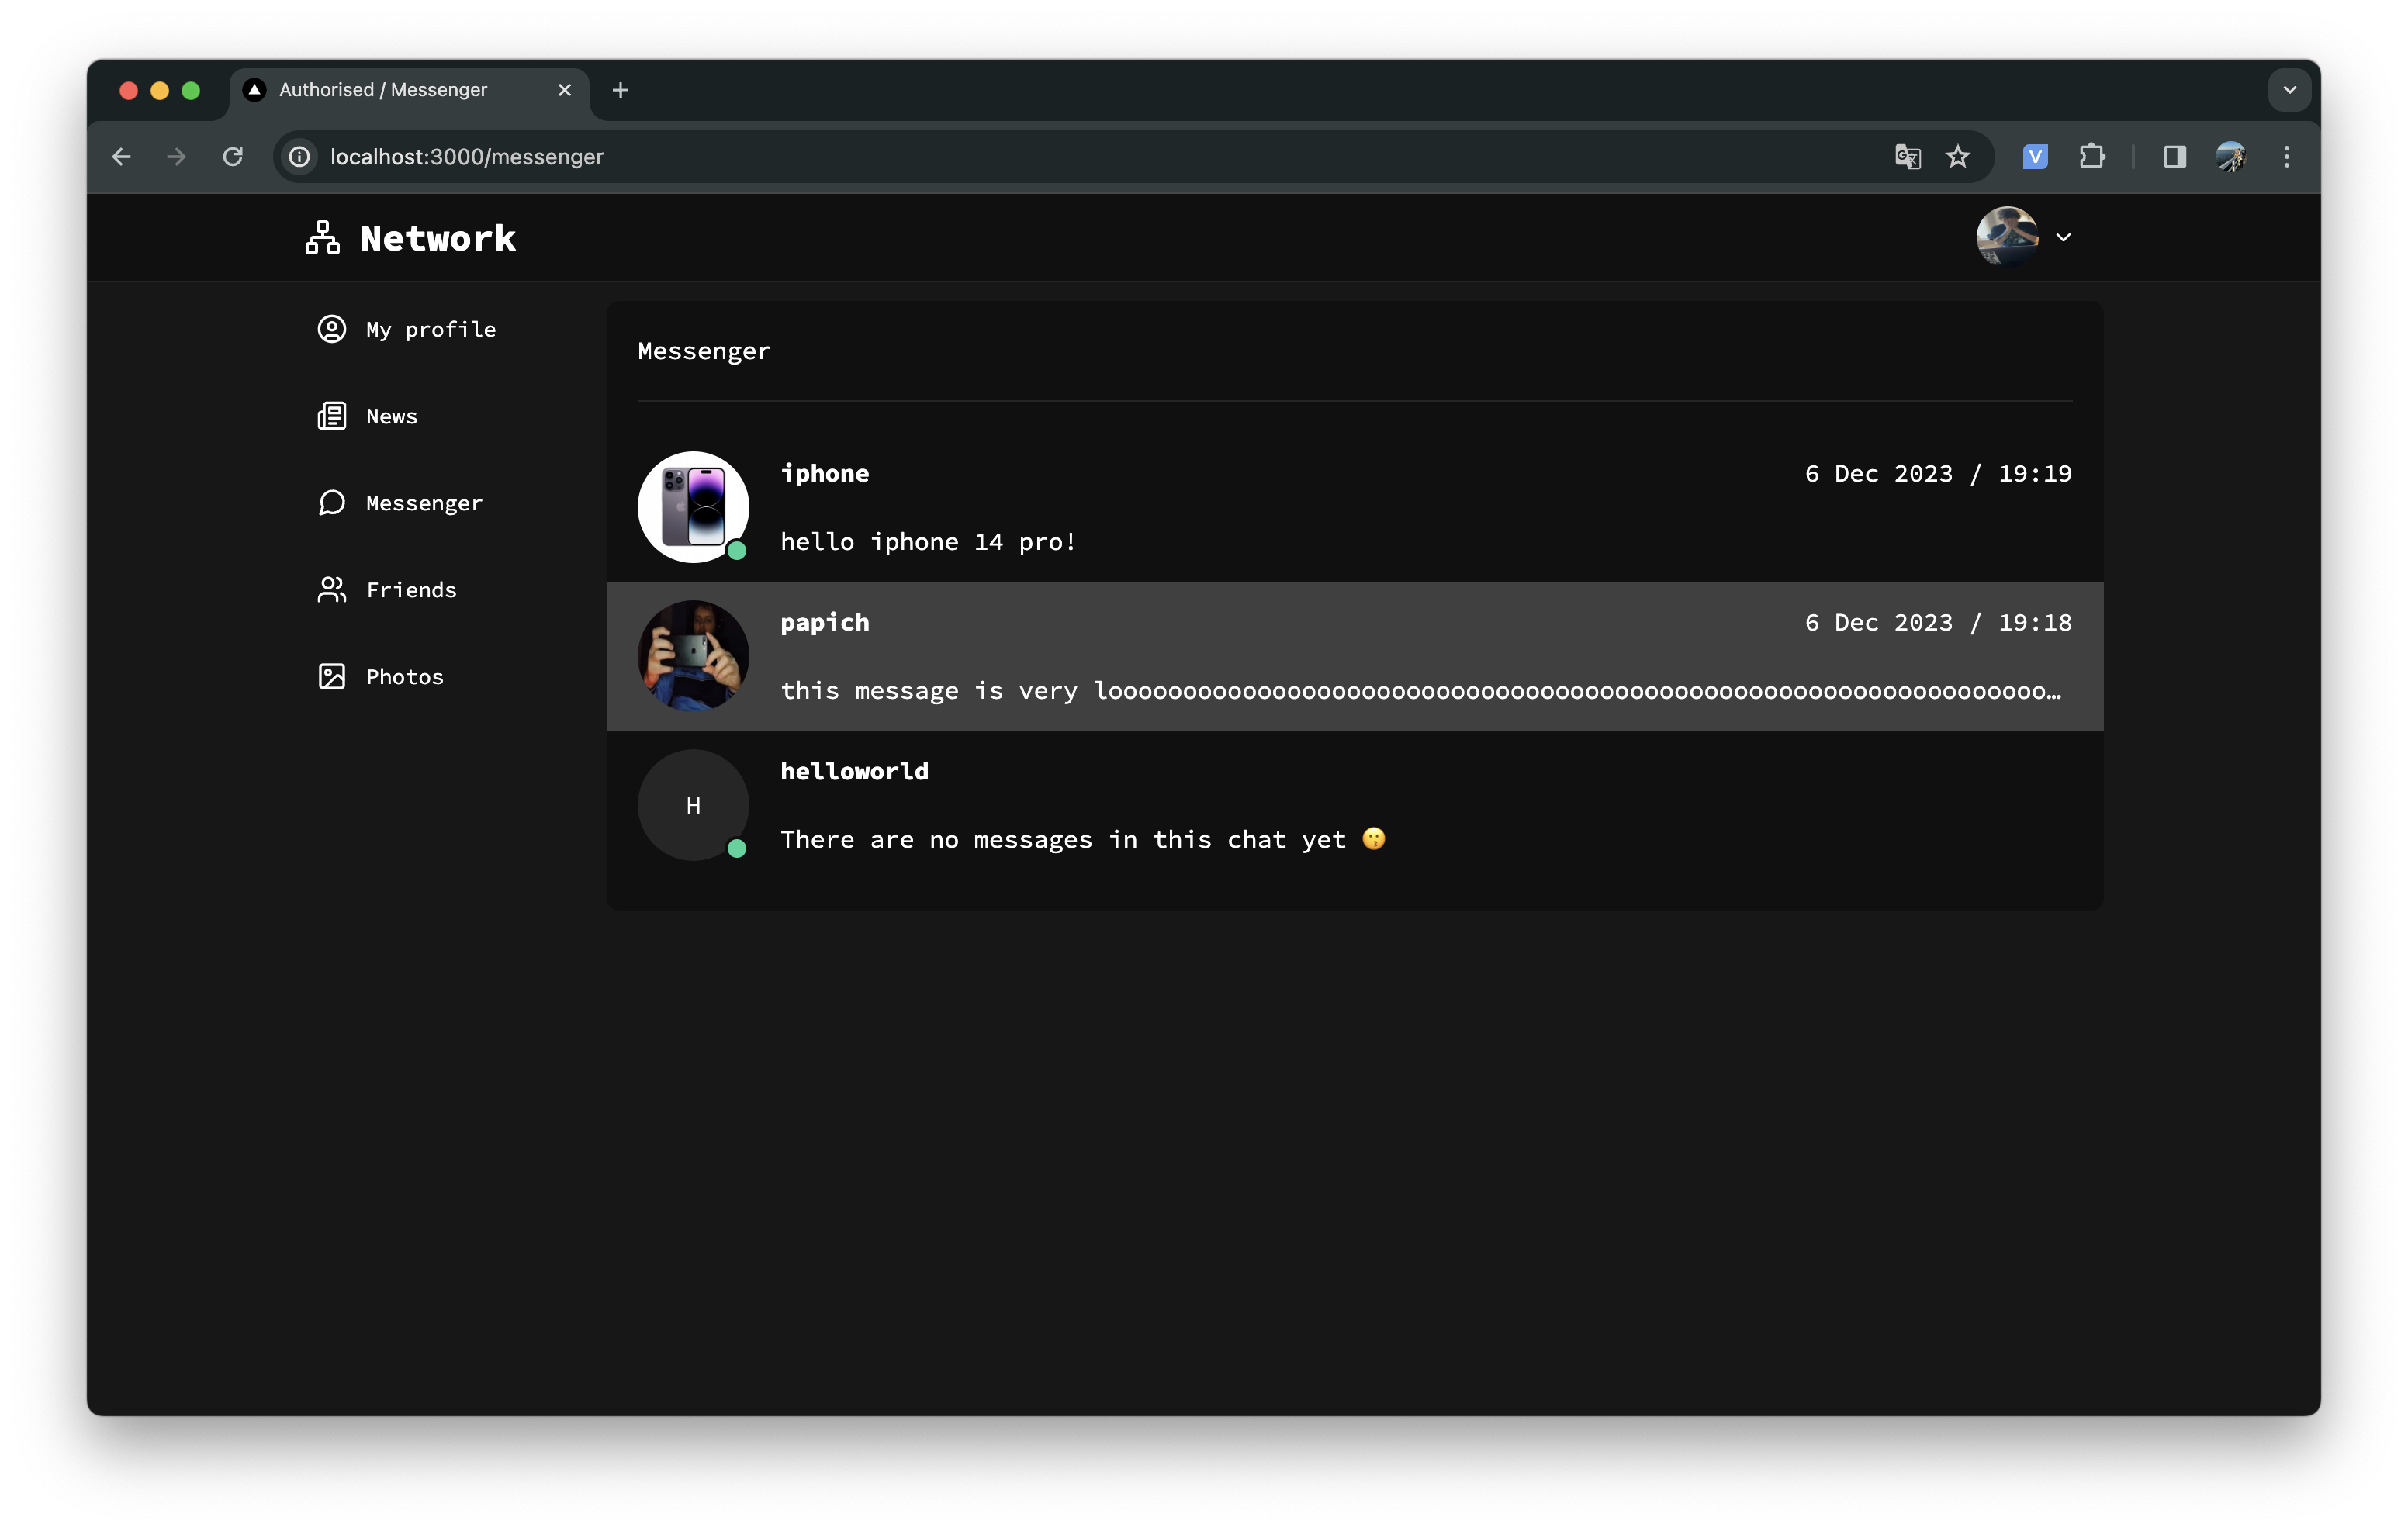 Authorised / Messenger
localhost:3000/messenger
Network
My profile
News
Messenger
Friends
Photos
Messenger
iphone
6 Dec 2023 / 19:19
hello iphone 14 pro!
papich
6 Dec 2023 / 19:18
this message is very looooooooooooooooooooooooooooooooooooooooooooooooooooooooooooooo…
helloworld
H
There are no messages in this chat yet 😗